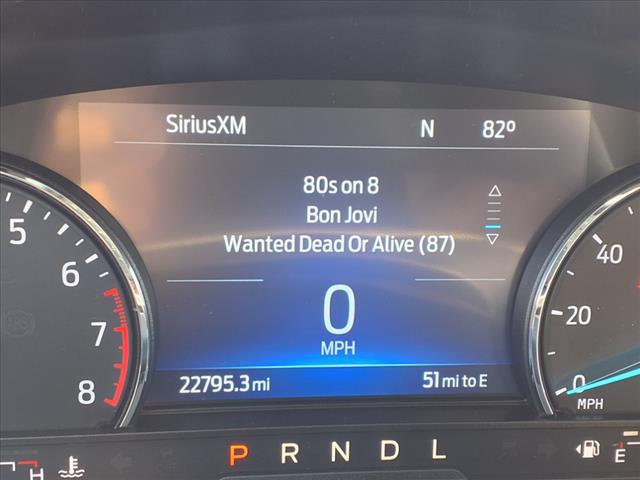 SiriusXM N 82º
80s on 8
Bon Jovi
Wanted Dead Or Alive (87)
0
MPH
22795.3 mi 51 mi to E
5
6
7
8
40
20
0
MPH
P R N D L
H
E